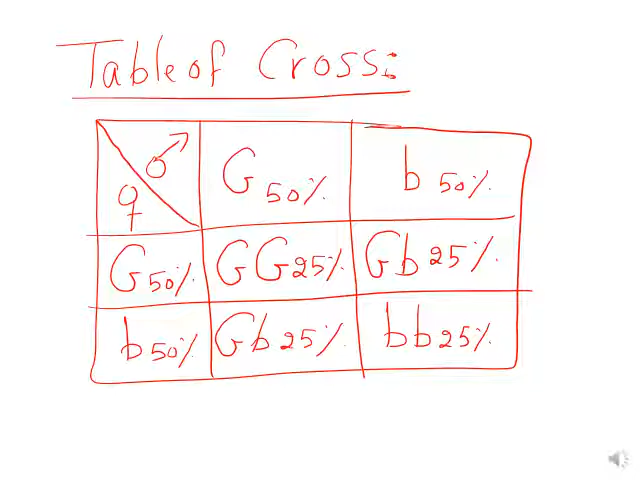 Table of Cross:
♀ ♂ G 50% b 50%
G 50% GG 25% Gb 25%
b 50% Gb 25% bb 25%